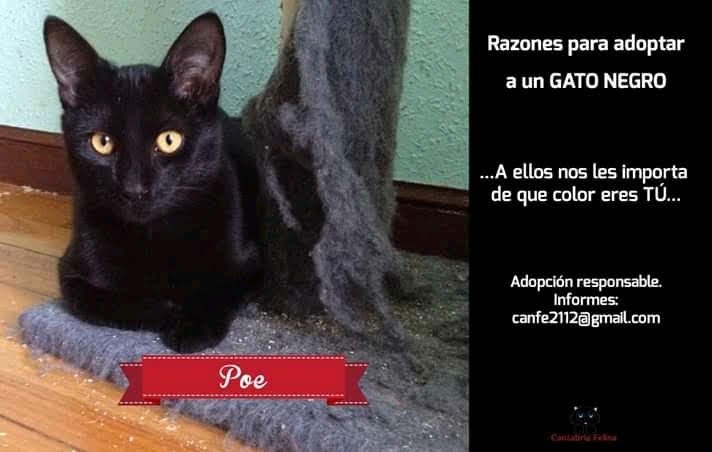 Razones para adoptar
a un GATO NEGRO
...A ellos nos les importa
de que color eres TÚ...
Adopción responsable.
Informes:
canfe2112@gmail.com
Poe
Cantabria Felina